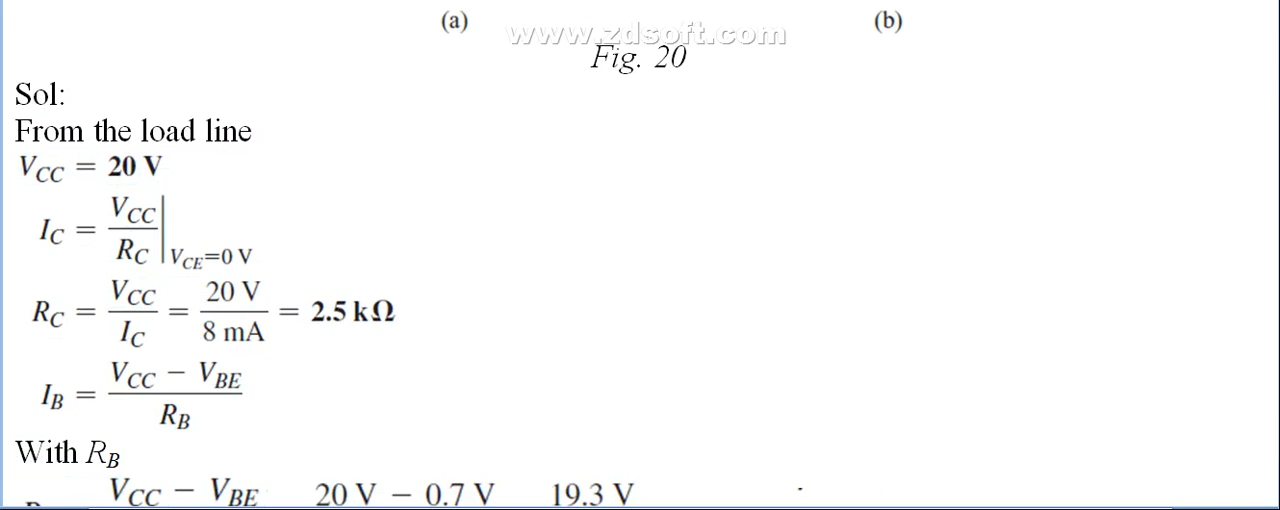 (a) (b)
www.zdsoft.com
Fig. 20
Sol:
From the load line
V_CC = 20 V
I_C = V_CC / R_C |_{V_CE=0 V}
R_C = V_CC / I_C = 20 V / 8 mA = 2.5 kΩ
I_B = (V_CC − V_BE) / R_B
With R_B
V_CC − V_BE 20 V − 0.7 V 19.3 V